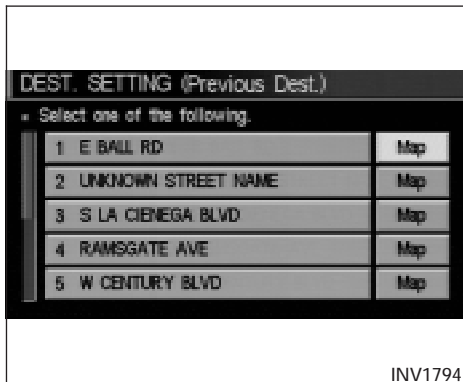 DEST. SETTING (Previous Dest.)
Select one of the following.
1 E BALL RD Map
2 UNKNOWN STREET NAME Map
3 S LA CIENEGA BLVD Map
4 RAMSGATE AVE Map
5 W CENTURY BLVD Map
INV1794